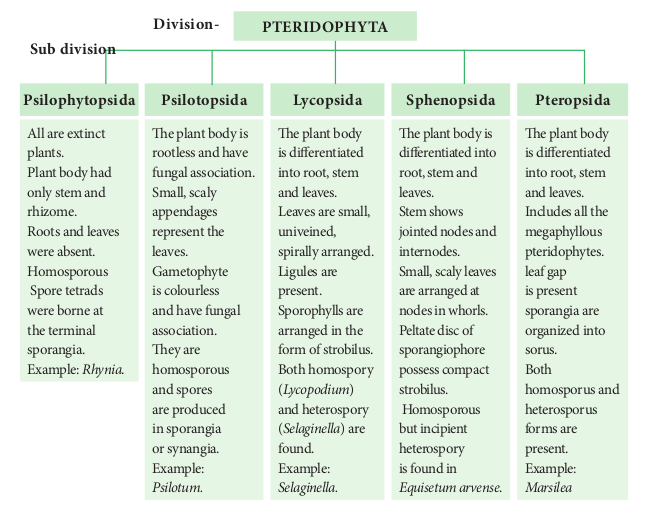 Division-
PTERIDOPHYTA
Sub division
Psilophytopsida
All are extinct
plants.
Plant body had
only stem and
rhizome.
Roots and leaves
were absent.
Homosporous
Spore tetrads
were borne at
the terminal
sporangia.
Example: Rhynia.
Psilotopsida
The plant body is
rootless and have
fungal association.
Small, scaly
appendages
represent the
leaves.
Gametophyte
is colourless
and have fungal
association.
They are
homosporous
and spores
are produced
in sporangia
or synangia.
Example:
Psilotum.
Lycopsida
The plant body
is differentiated
into root, stem
and leaves.
Leaves are small,
univeined,
spirally arranged.
Ligules are
present.
Sporophylls are
arranged in the
form of strobilus.
Both homospory
(Lycopodium)
and heterospory
(Selaginella) are
found.
Example:
Selaginella.
Sphenopsida
The plant body is
differentiated into
root, stem and
leaves.
Stem shows
jointed nodes and
internodes.
Small, scaly leaves
are arranged at
nodes in whorls.
Peltate disc of
sporangiophore
possess compact
strobilus.
Homosporous
but incipient
heterospory
is found in
Equisetum arvense.
Pteropsida
The plant body
is differentiated
into root, stem
and leaves.
Includes all the
megaphyllous
pteridophytes.
leaf gap
is present
sporangia are
organized into
sorus.
Both
homosporus and
heterosporus
forms are
present.
Example:
Marsilea